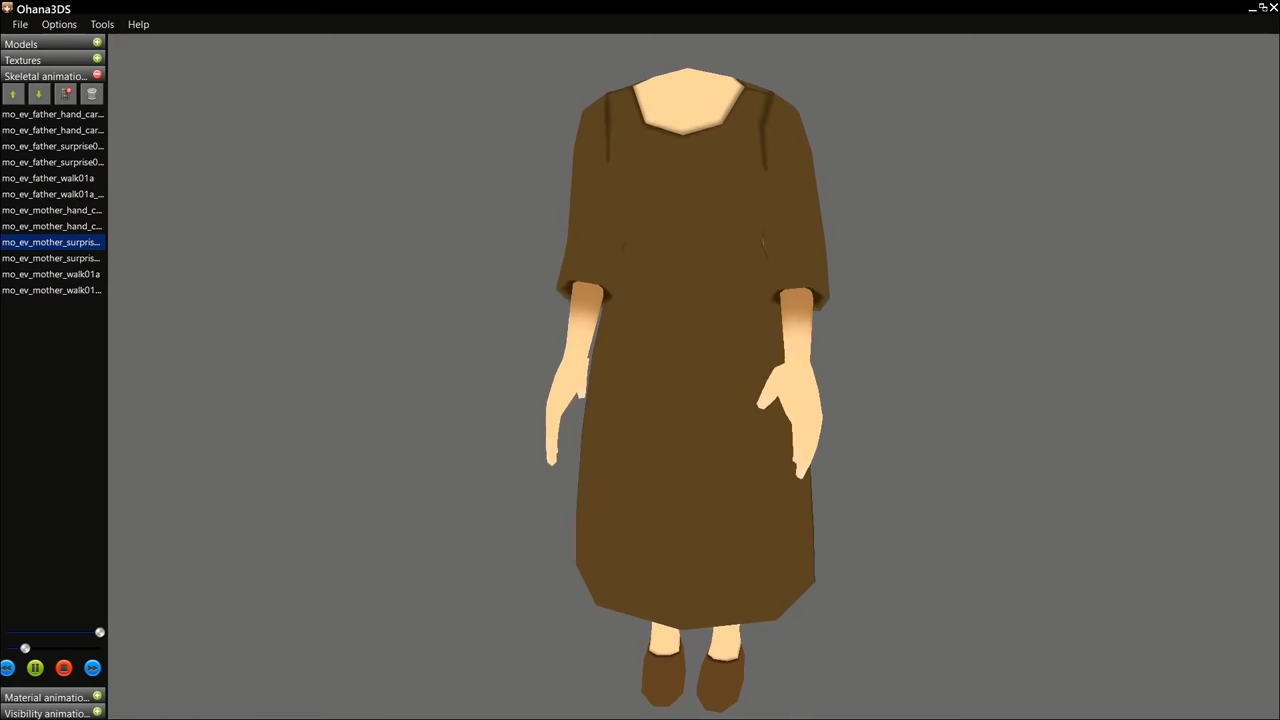 Ohana3DS
File Options Tools Help
Models
Textures
Skeletal animatio...
mo_ev_father_hand_car...
mo_ev_father_hand_car...
mo_ev_father_surprise0...
mo_ev_father_surprise0...
mo_ev_father_walk01a
mo_ev_father_walk01a_...
mo_ev_mother_hand_c...
mo_ev_mother_hand_c...
mo_ev_mother_surpris...
mo_ev_mother_surpris...
mo_ev_mother_walk01a
mo_ev_mother_walk01...
Material animatio...
Visibility animatio...